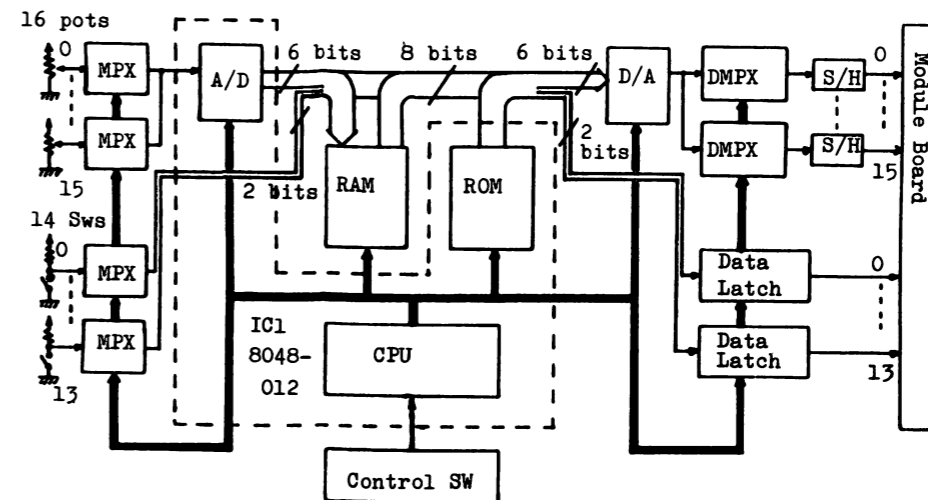 16 pots
0
MPX
MPX
15
A/D
6 bits
8 bits
6 bits
D/A
DMPX
DMPX
S/H
S/H
0
15
Module Board
2 bits
RAM
ROM
2
bits
14 Sws
0
MPX
MPX
13
IC1
8048-
012
CPU
Data
Latch
Data
Latch
0
13
Control SW